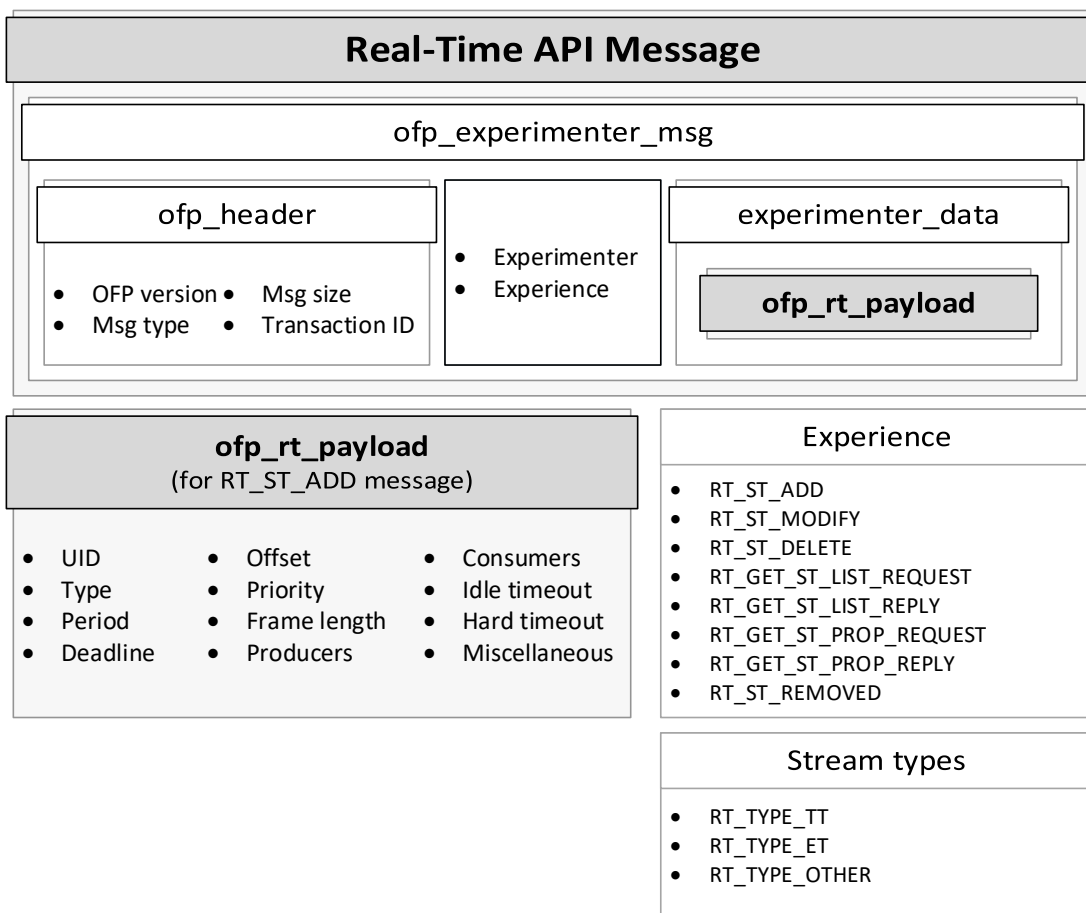 Real-Time API Message
ofp_experimenter_msg
ofp_header
• OFP version • Msg size
• Msg type • Transaction ID
• Experimenter
• Experience
experimenter_data
ofp_rt_payload
ofp_rt_payload
(for RT_ST_ADD message)
• UID
• Type
• Period
• Deadline
• Offset
• Priority
• Frame length
• Producers
• Consumers
• Idle timeout
• Hard timeout
• Miscellaneous
Experience
• RT_ST_ADD
• RT_ST_MODIFY
• RT_ST_DELETE
• RT_GET_ST_LIST_REQUEST
• RT_GET_ST_LIST_REPLY
• RT_GET_ST_PROP_REQUEST
• RT_GET_ST_PROP_REPLY
• RT_ST_REMOVED
Stream types
• RT_TYPE_TT
• RT_TYPE_ET
• RT_TYPE_OTHER